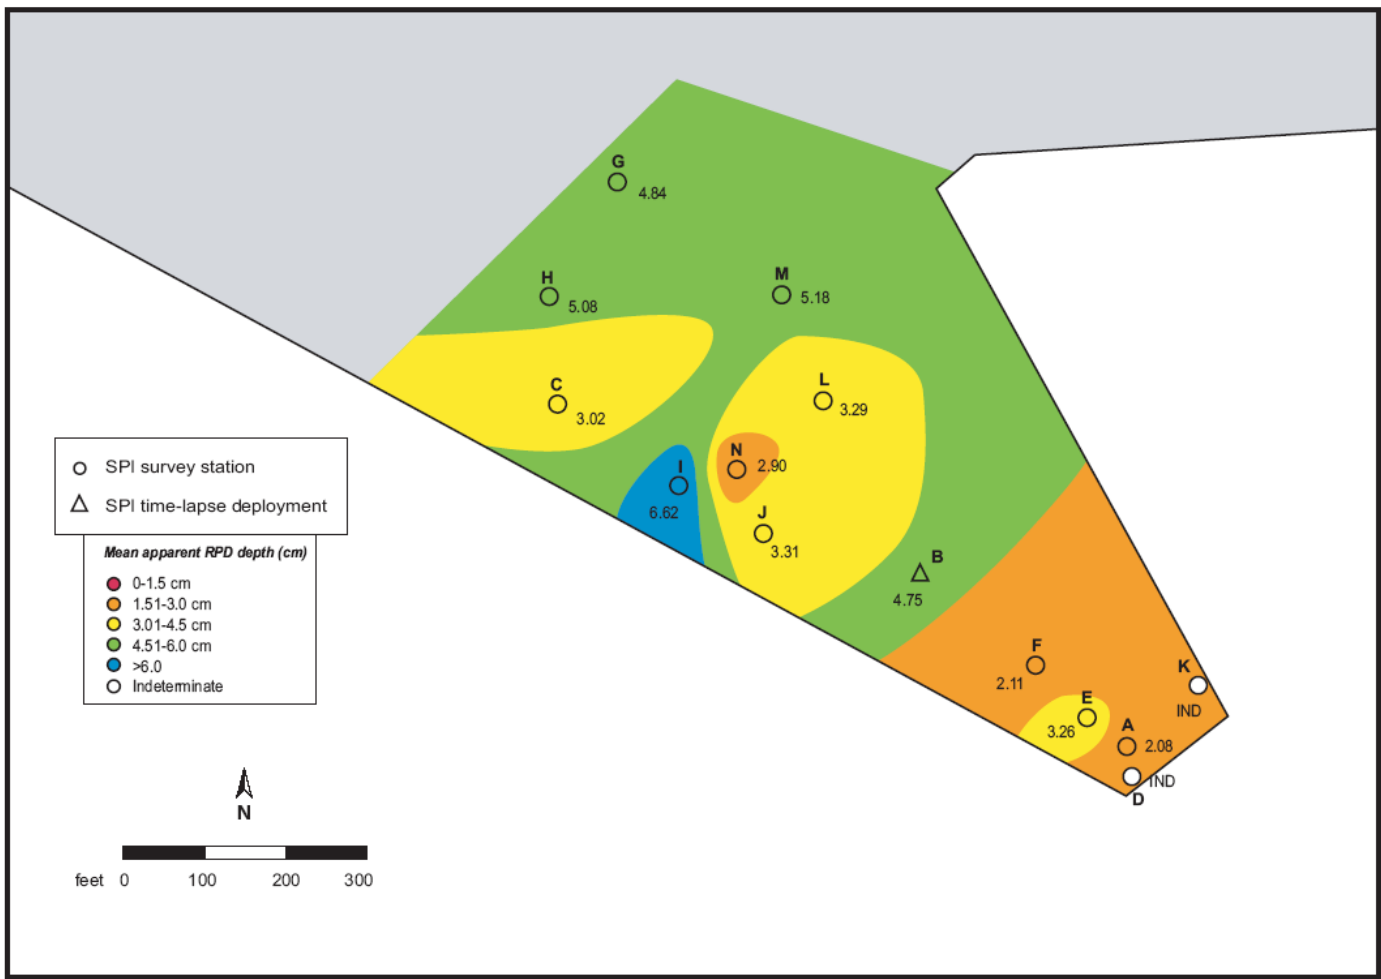 G
4.84
H
5.08
M
5.18
C
3.02
L
3.29
N
2.90
I
6.62
J
3.31
B
4.75
F
2.11
K
IND
E
3.26
A
2.08
IND
D
SPI survey station
SPI time-lapse deployment
Mean apparent RPD depth (cm)
0-1.5 cm
1.51-3.0 cm
3.01-4.5 cm
4.51-6.0 cm
>6.0
Indeterminate
N
feet 0 100 200 300